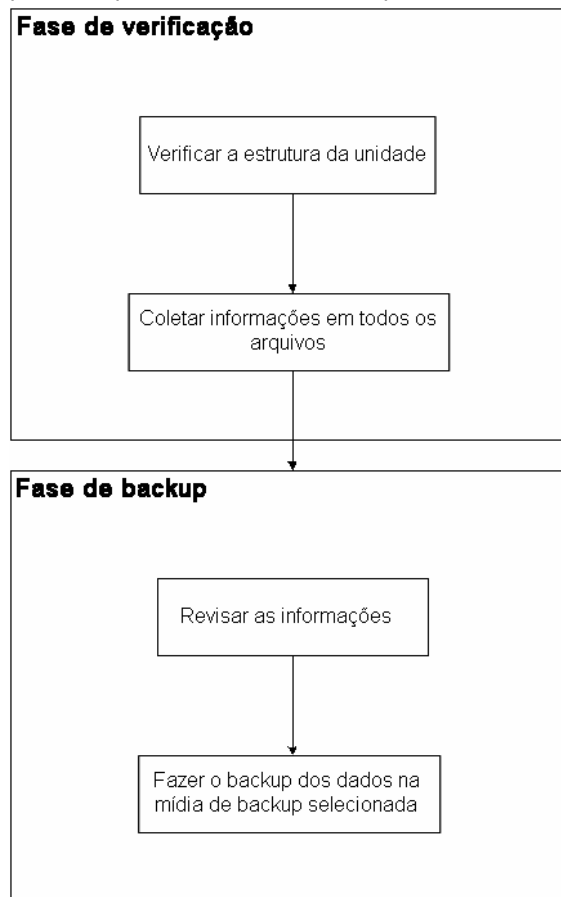 Fase de verificação
Verificar a estrutura da unidade
Coletar informações em todos os
arquivos
Fase de backup
Revisar as informações
Fazer o backup dos dados na
mídia de backup selecionada